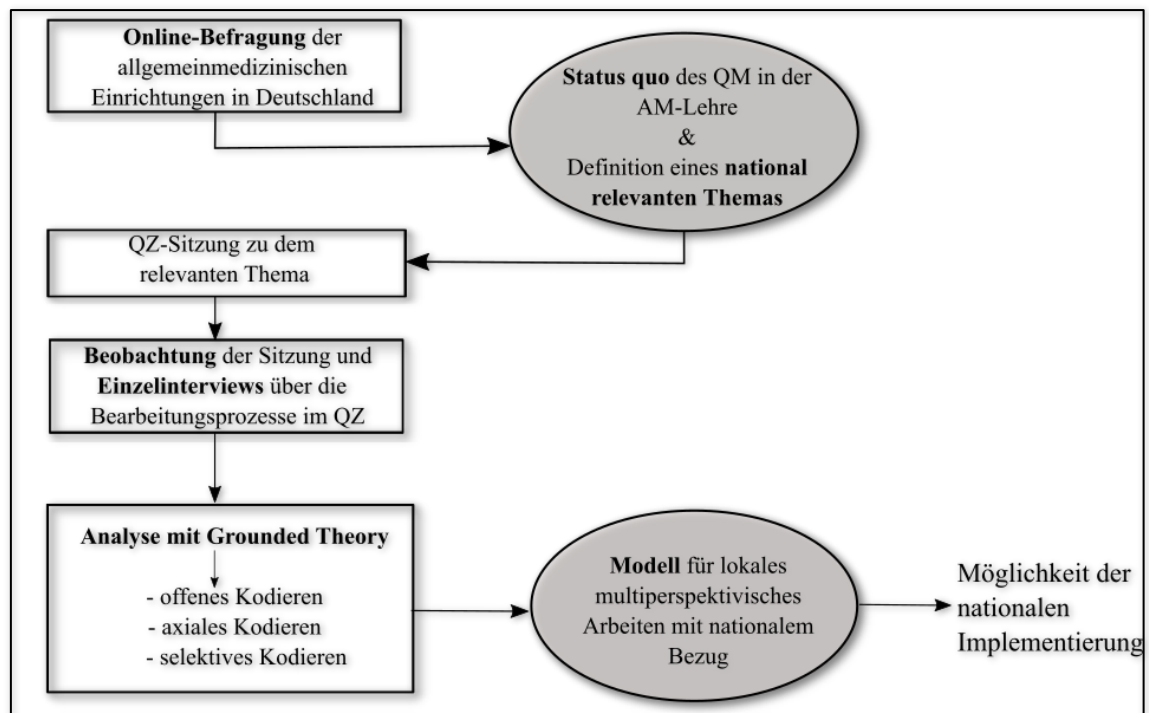 Online-Befragung der
allgemeinmedizinischen
Einrichtungen in Deutschland
Status quo des QM in der
AM-Lehre
&
Definition eines national
relevanten Themas
QZ-Sitzung zu dem
relevanten Thema
Beobachtung der Sitzung und
Einzelinterviews über die
Bearbeitungsprozesse im QZ
Analyse mit Grounded Theory
- offenes Kodieren
- axiales Kodieren
- selektives Kodieren
Modell für lokales
multiperspektivisches
Arbeiten mit nationalem
Bezug
Möglichkeit der
nationalen
Implementierung